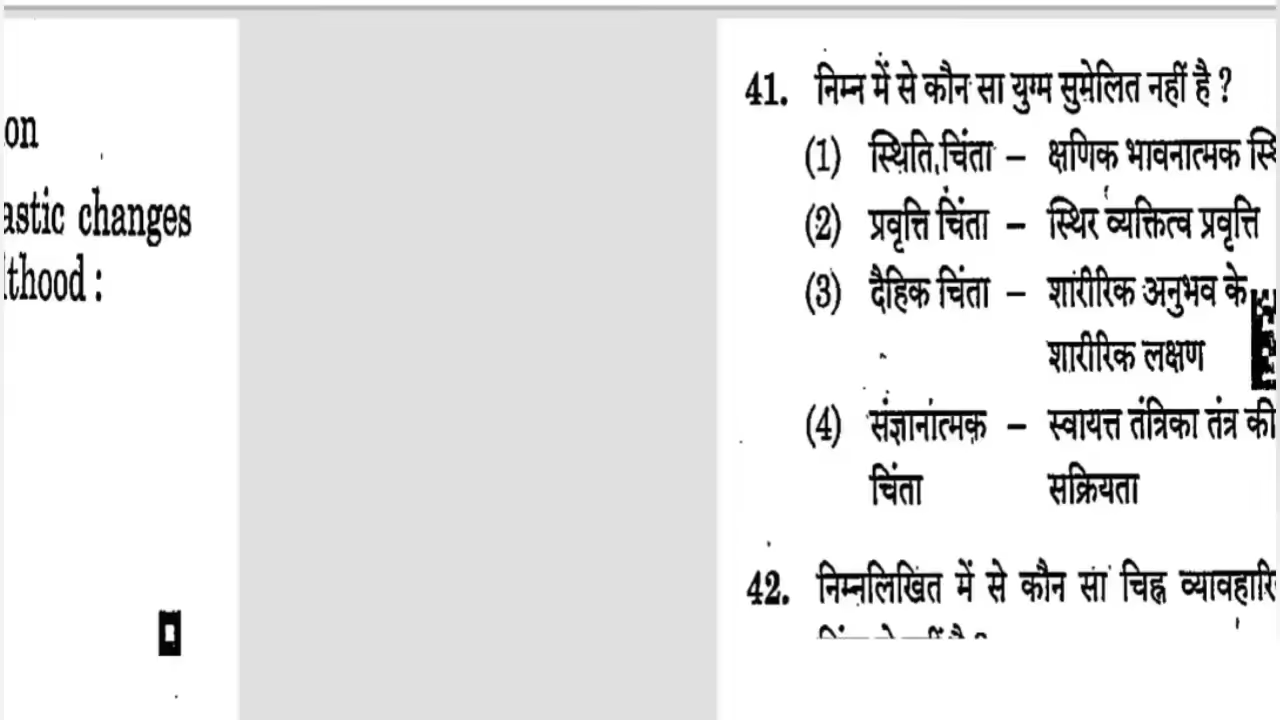 on
astic changes
thood :
41. निम्न में से कौन सा युग्म सुमेलित नहीं है ?
(1) स्थिति चिंता – क्षणिक भावनात्मक
(2) प्रवृत्ति चिंता – स्थिर व्यक्तित्व प्रवृत्ति
(3) दैहिक चिंता – शारीरिक अनुभव के
शारीरिक लक्षण
(4) संज्ञानात्मक – स्वायत्त तंत्रिका तंत्र की
चिंता सक्रियता
42. निम्नलिखित में से कौन सा चिह्न